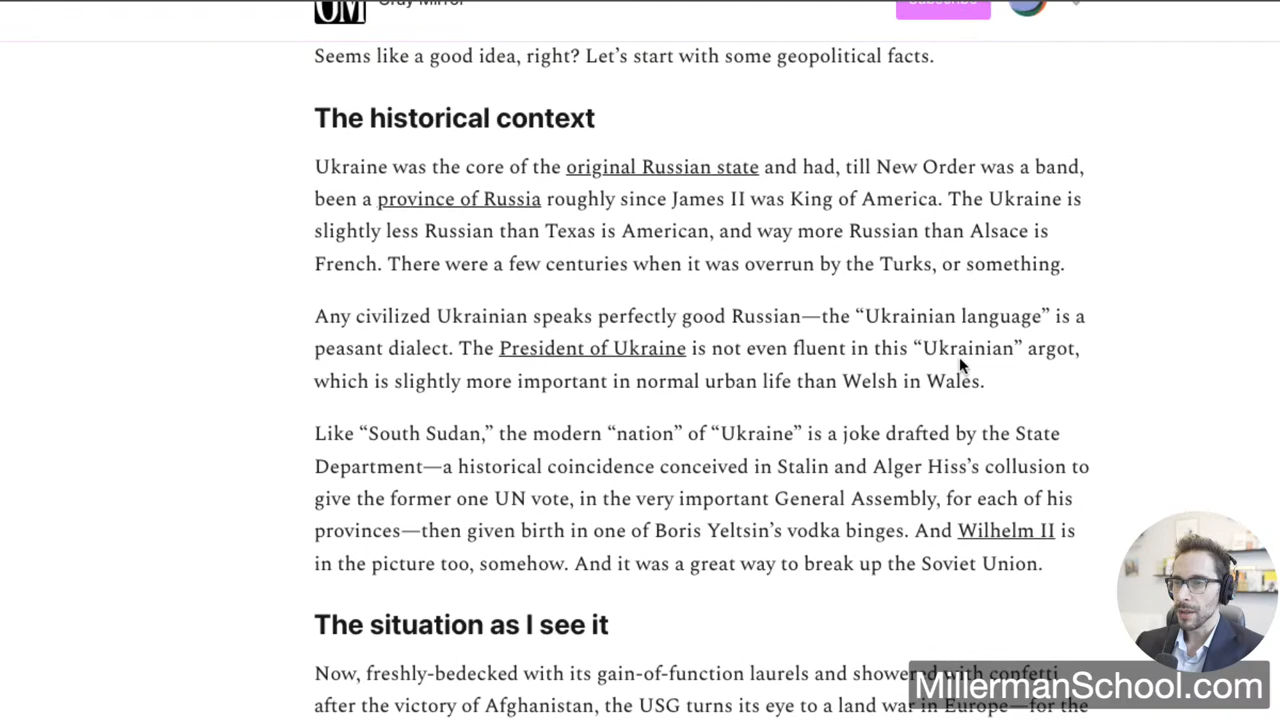 UM
Gray Mirror
Subscribe
Seems like a good idea, right? Let’s start with some geopolitical facts.
The historical context
Ukraine was the core of the original Russian state and had, till New Order was a band,
been a province of Russia roughly since James II was King of America. The Ukraine is
slightly less Russian than Texas is American, and way more Russian than Alsace is
French. There were a few centuries when it was overrun by the Turks, or something.
Any civilized Ukrainian speaks perfectly good Russian—the “Ukrainian language” is a
peasant dialect. The President of Ukraine is not even fluent in this “Ukrainian” argot,
which is slightly more important in normal urban life than Welsh in Wales.
Like “South Sudan,” the modern “nation” of “Ukraine” is a joke drafted by the State
Department—a historical coincidence conceived in Stalin and Alger Hiss’s collusion to
give the former one UN vote, in the very important General Assembly, for each of his
provinces—then given birth in one of Boris Yeltsin’s vodka binges. And Wilhelm II is
in the picture too, somehow. And it was a great way to break up the Soviet Union.
The situation as I see it
Now, freshly-bedecked with its gain-of-function laurels and showered with confetti
after the victory of Afghanistan, the USG turns its eye to a land war in Europe—for the
MillermanSchool.com